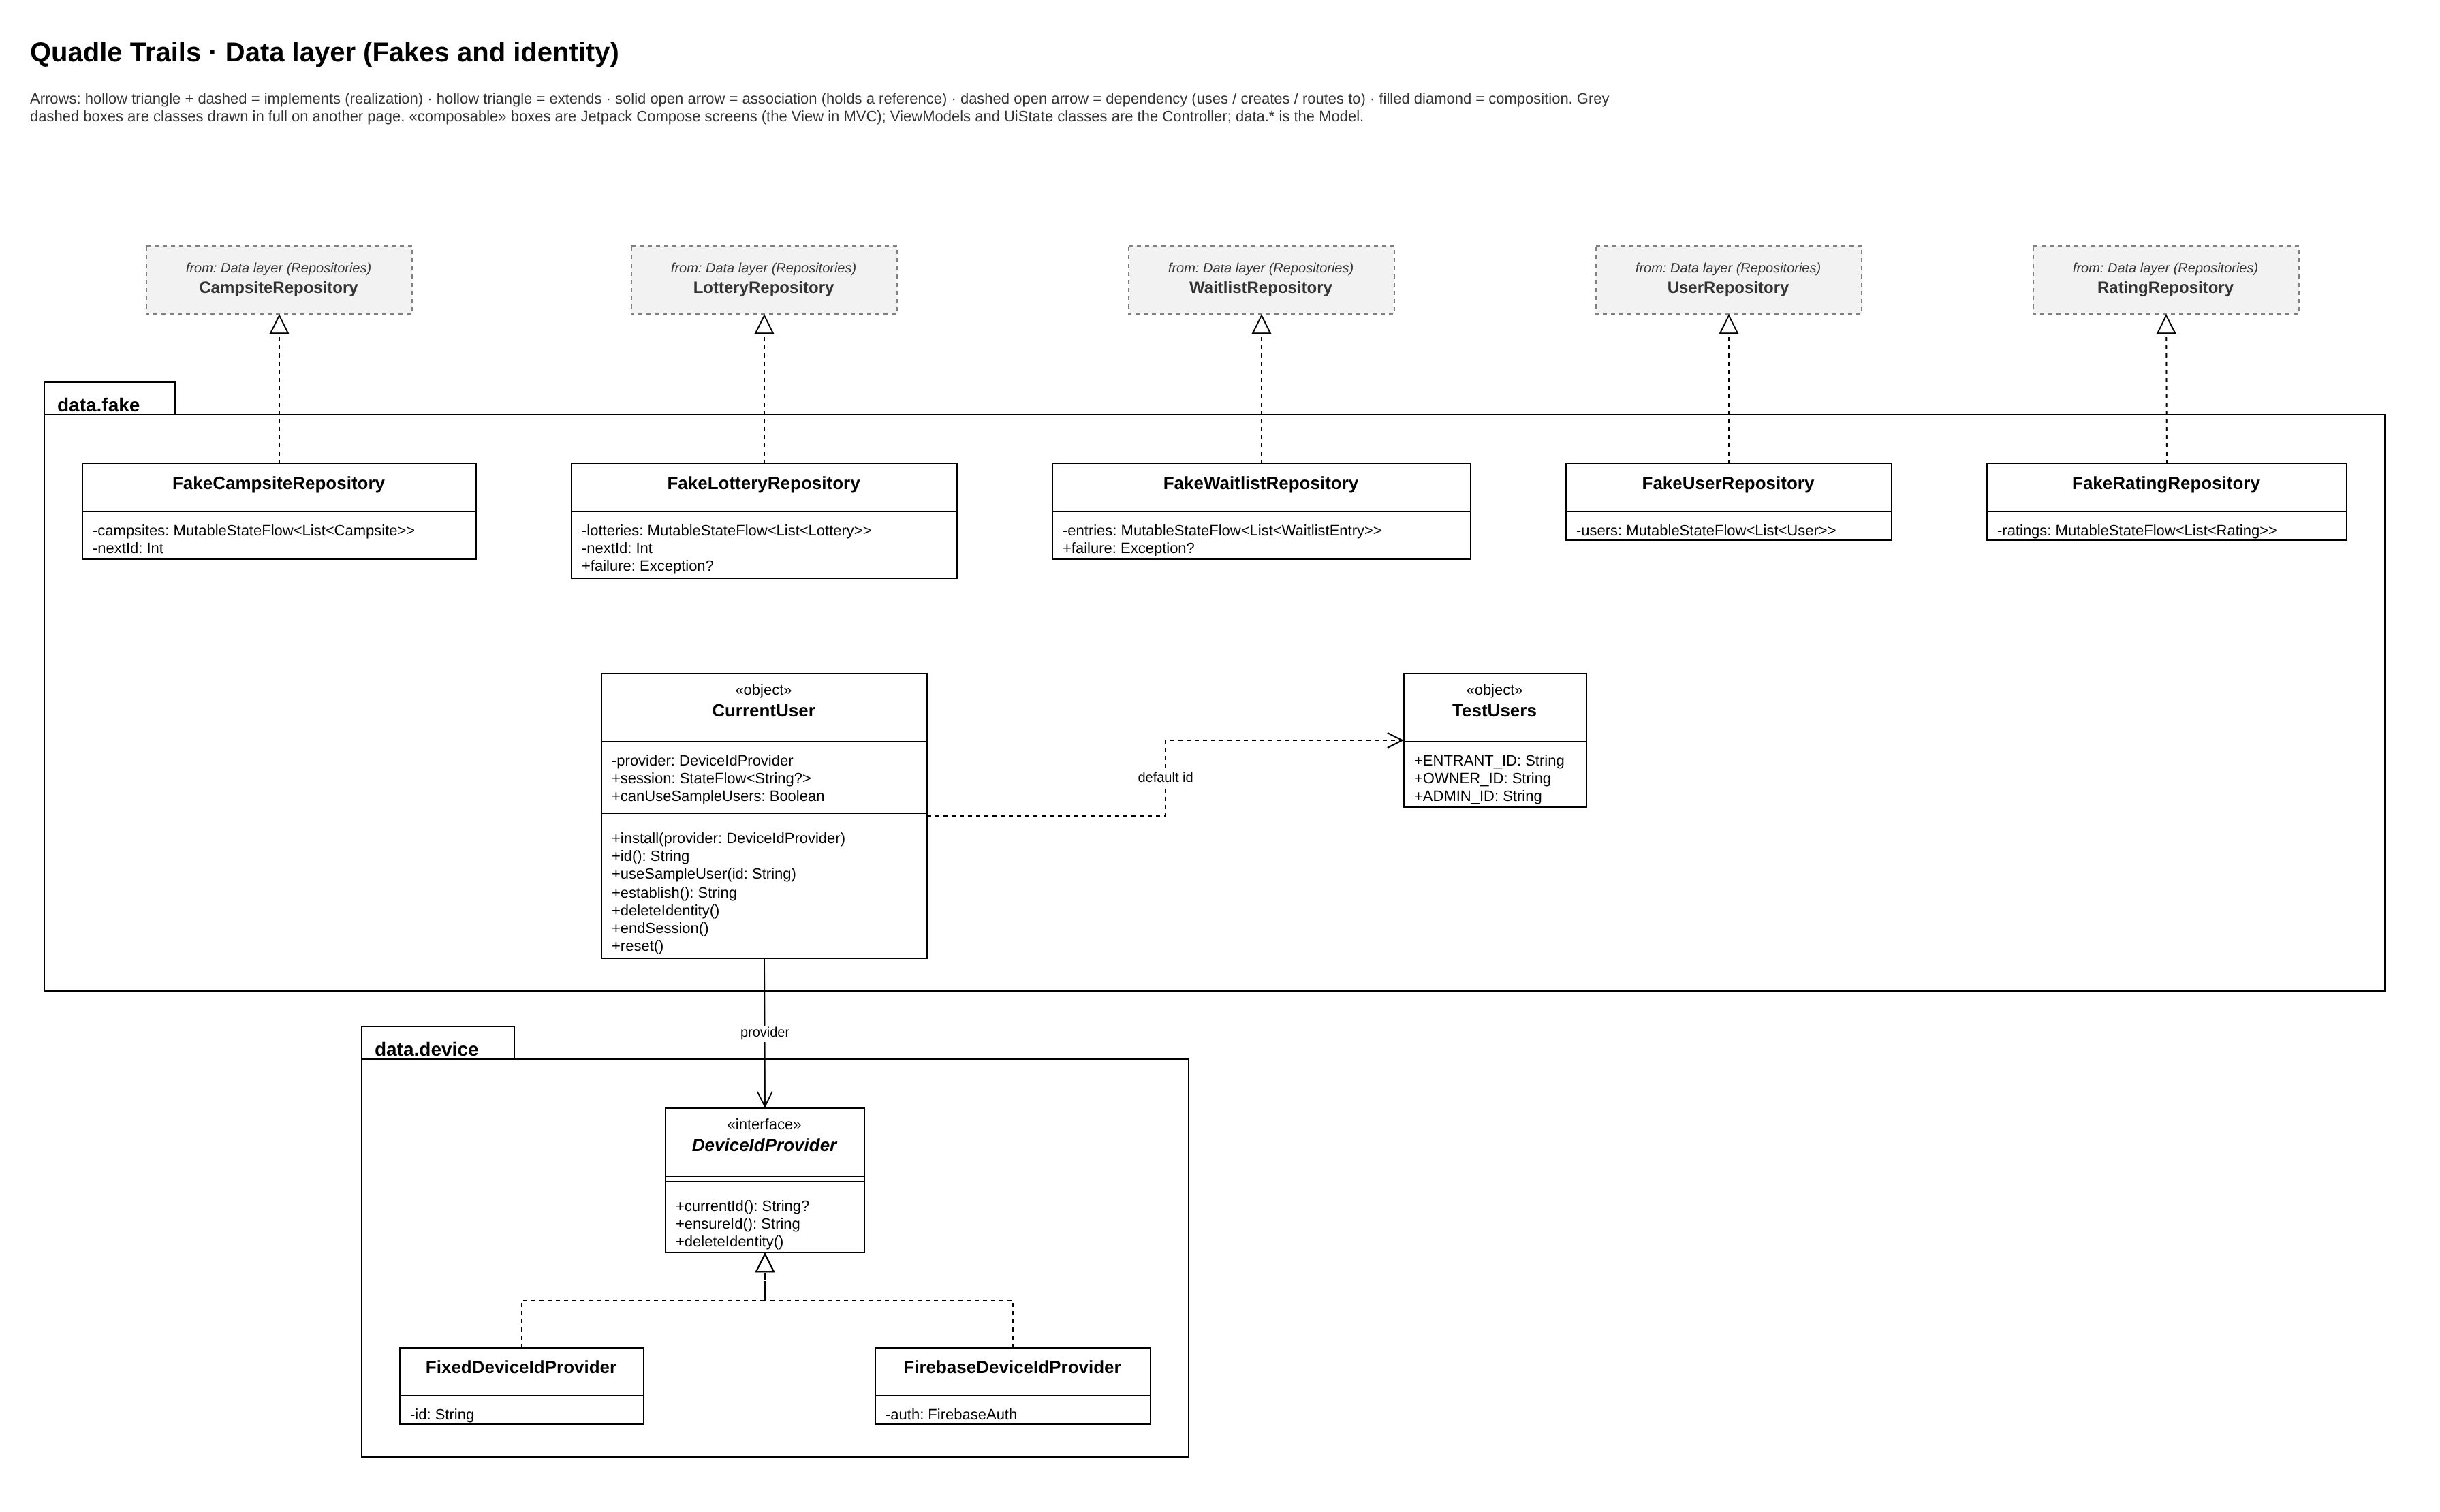 Quadle Trails · Data layer (Fakes and identity)
Arrows: hollow triangle + dashed = implements (realization) · hollow triangle = extends · solid open arrow = association (holds a reference) · dashed open arrow = dependency (uses / creates / routes to) · filled diamond = composition. Grey
dashed boxes are classes drawn in full on another page. «composable» boxes are Jetpack Compose screens (the View in MVC); ViewModels and UiState classes are the Controller; data.* is the Model.
from: Data layer (Repositories)
CampsiteRepository
from: Data layer (Repositories)
LotteryRepository
from: Data layer (Repositories)
WaitlistRepository
from: Data layer (Repositories)
UserRepository
from: Data layer (Repositories)
RatingRepository
data.fake
FakeCampsiteRepository
-campsites: MutableStateFlow<List<Campsite>>
-nextId: Int
FakeLotteryRepository
-lotteries: MutableStateFlow<List<Lottery>>
-nextId: Int
+failure: Exception?
FakeWaitlistRepository
-entries: MutableStateFlow<List<WaitlistEntry>>
+failure: Exception?
FakeUserRepository
-users: MutableStateFlow<List<User>>
FakeRatingRepository
-ratings: MutableStateFlow<List<Rating>>
«object»
CurrentUser
-provider: DeviceIdProvider
+session: StateFlow<String?>
+canUseSampleUsers: Boolean
+install(provider: DeviceIdProvider)
+id(): String
+useSampleUser(id: String)
+establish(): String
+deleteIdentity()
+endSession()
+reset()
default id
«object»
TestUsers
+ENTRANT_ID: String
+OWNER_ID: String
+ADMIN_ID: String
provider
data.device
«interface»
DeviceIdProvider
+currentId(): String?
+ensureId(): String
+deleteIdentity()
FixedDeviceIdProvider
-id: String
FirebaseDeviceIdProvider
-auth: FirebaseAuth